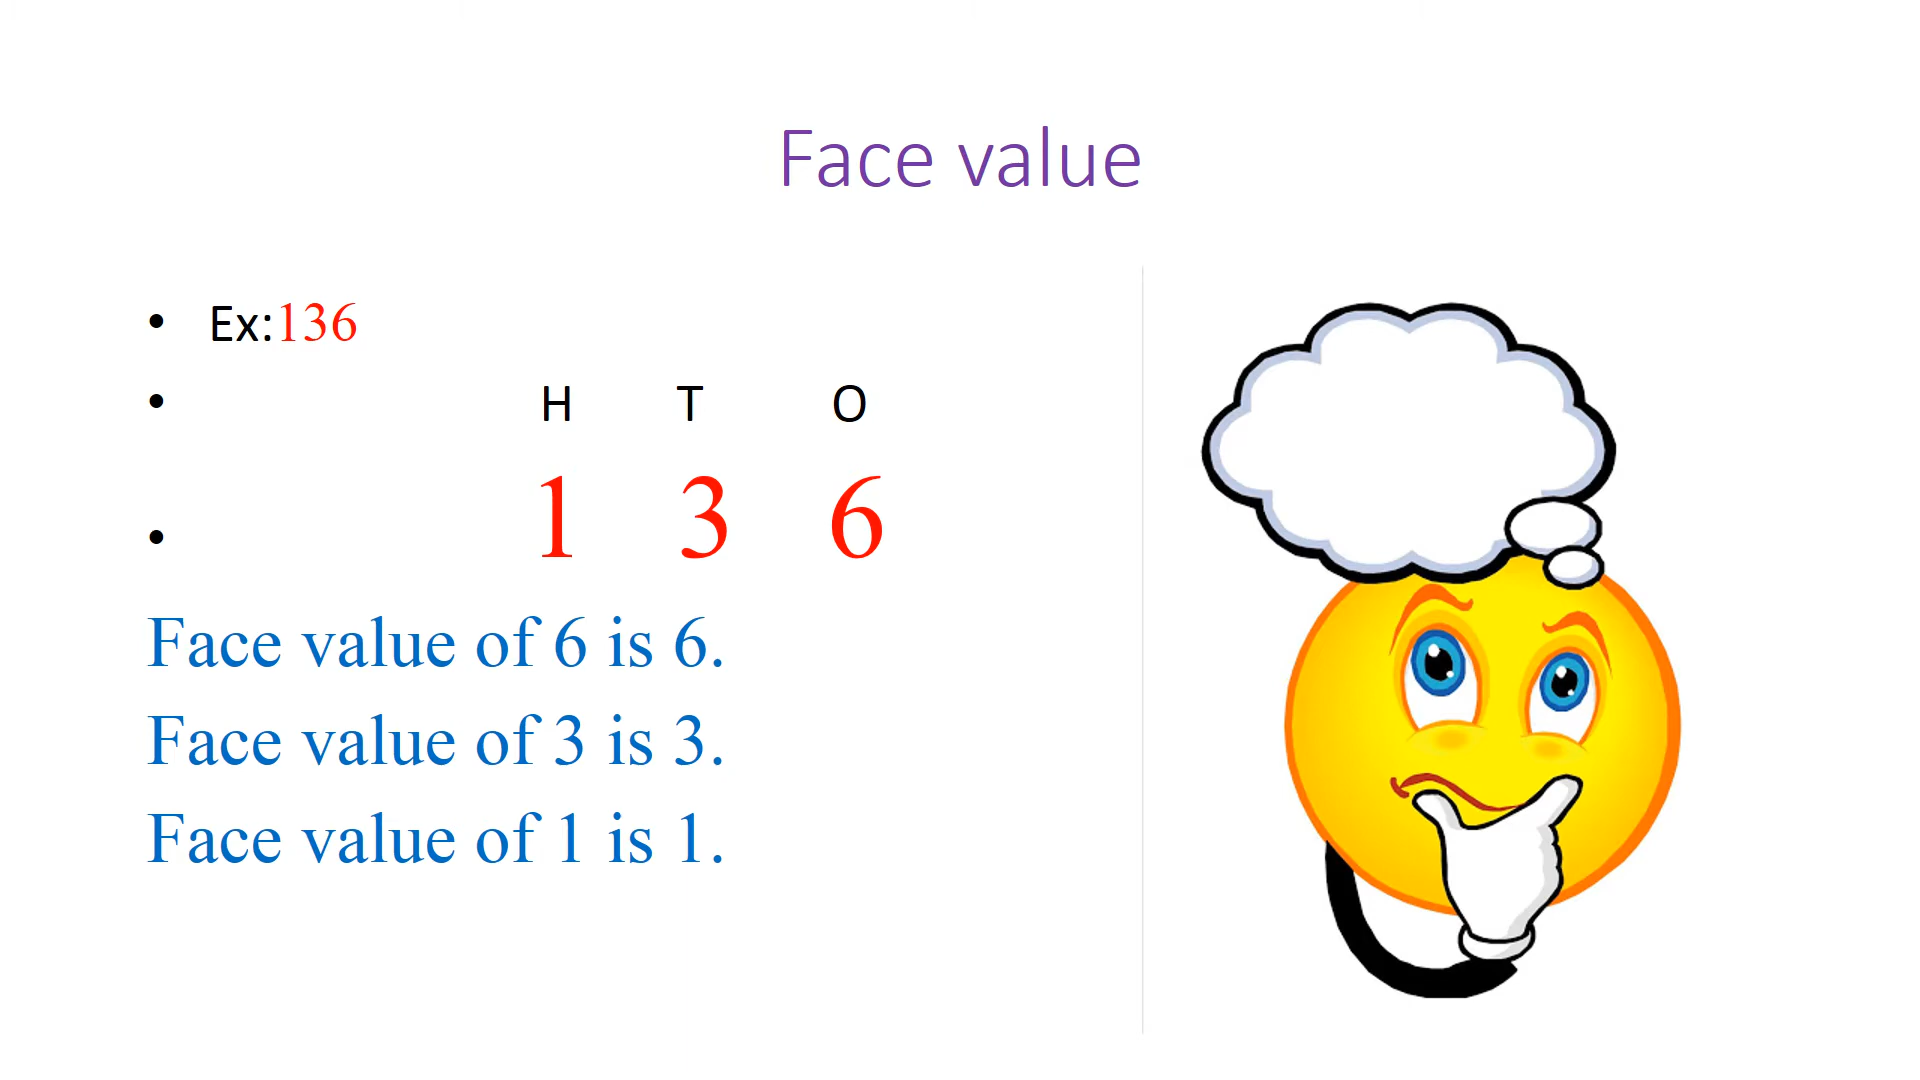 Face value
• Ex:136
• H T O
• 1 3 6
Face value of 6 is 6.
Face value of 3 is 3.
Face value of 1 is 1.